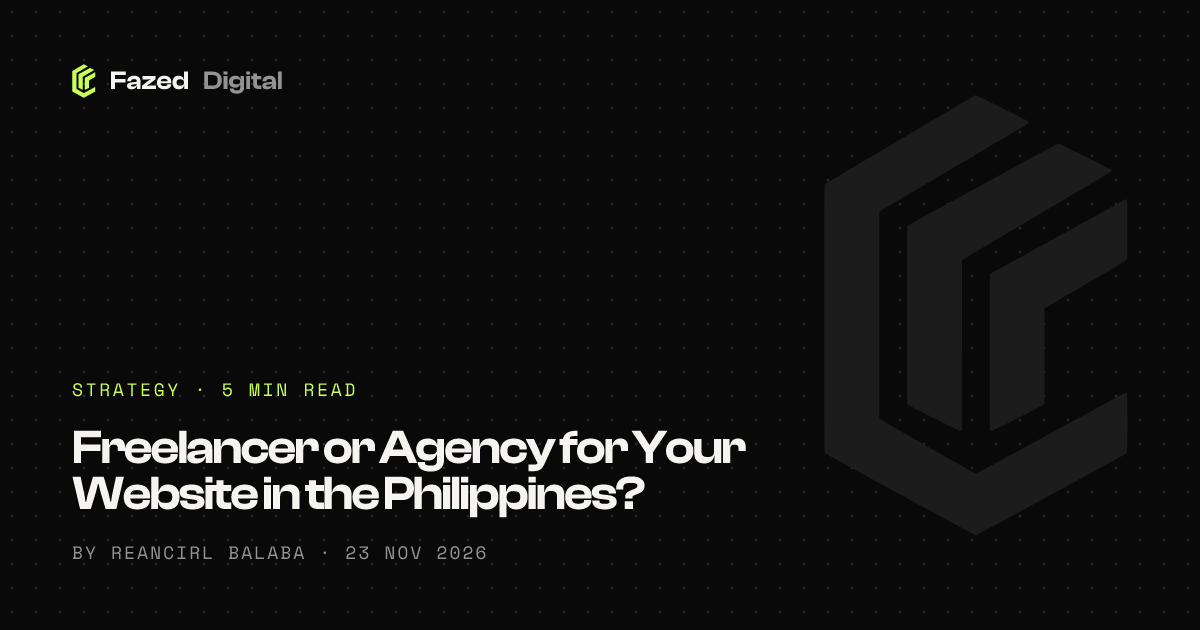 Fazed Digital
STRATEGY · 5 MIN READ
Freelancer or Agency for Your
Website in the Philippines?
BY REANCIRL BALABA · 23 NOV 2026